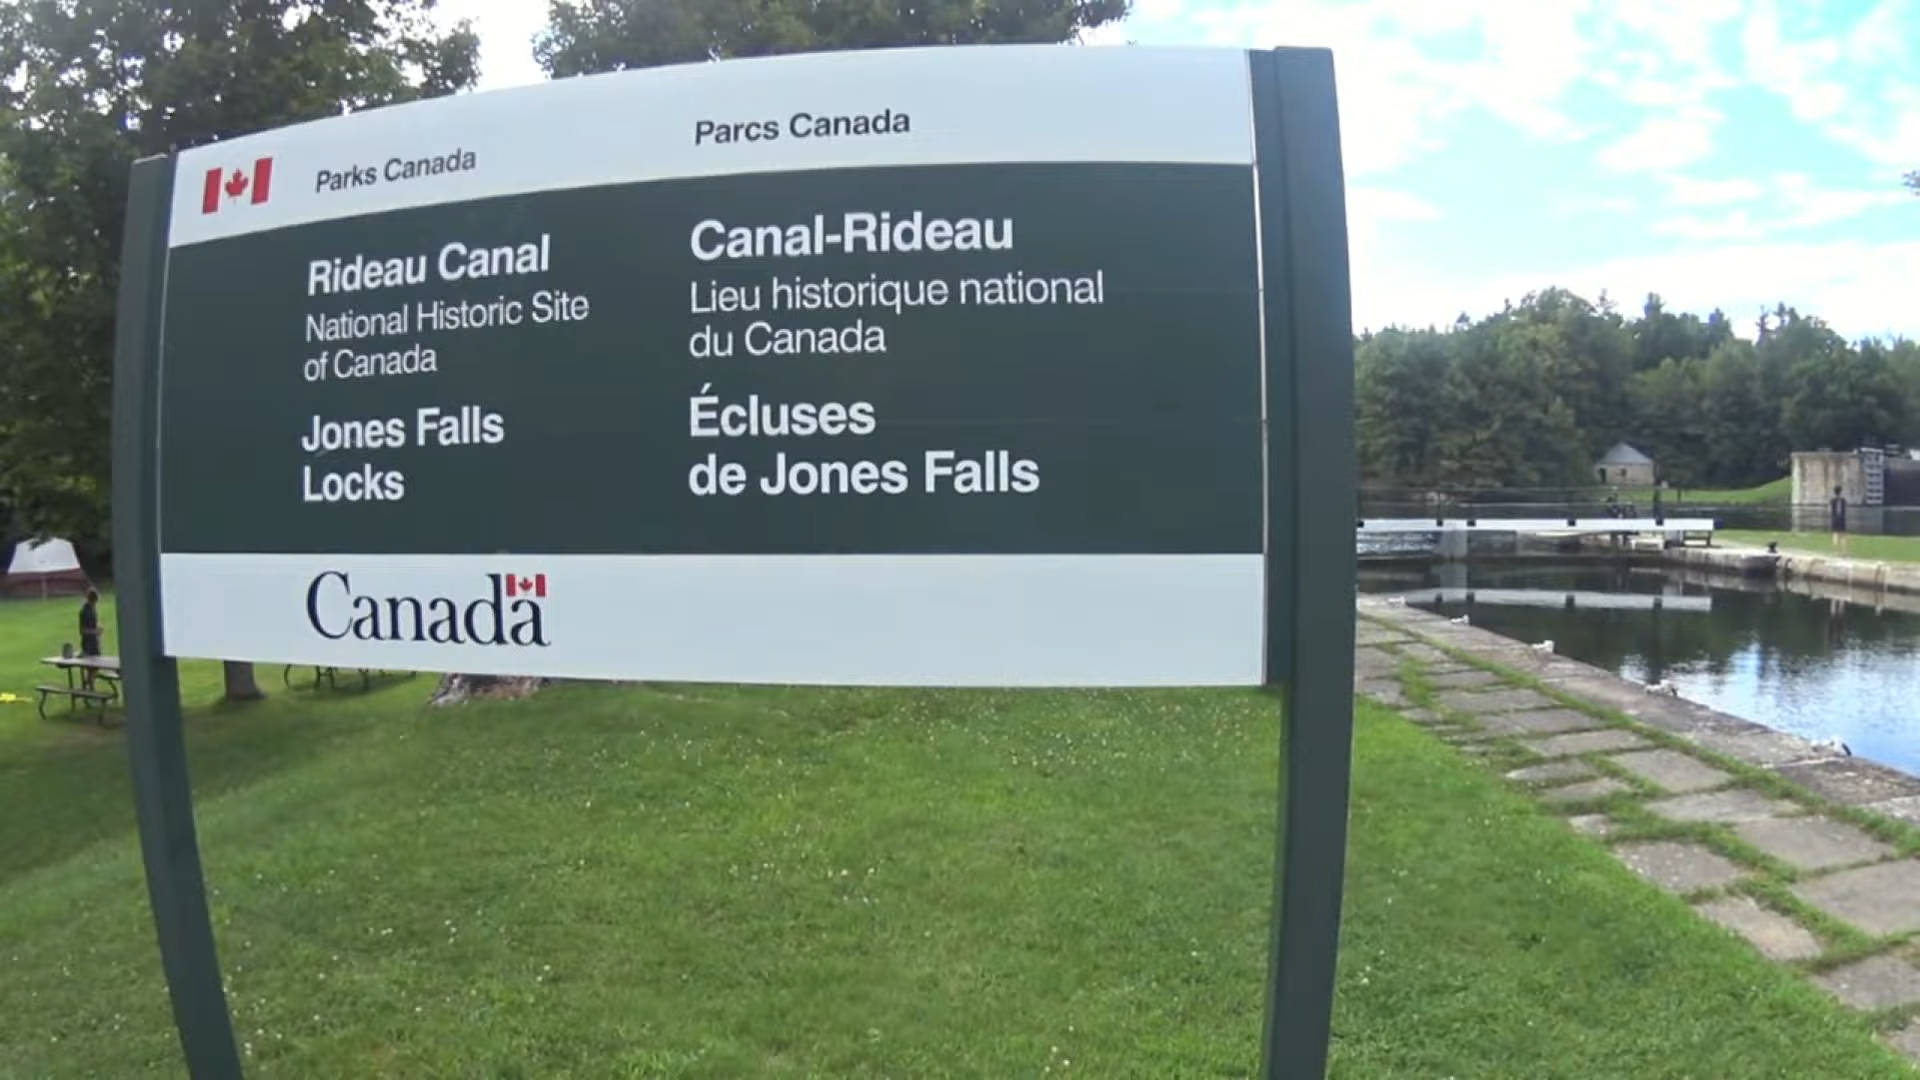 Parks Canada
Parcs Canada
Rideau Canal
National Historic Site
of Canada
Jones Falls
Locks
Canal-Rideau
Lieu historique national
du Canada
Écluses
de Jones Falls
Canada